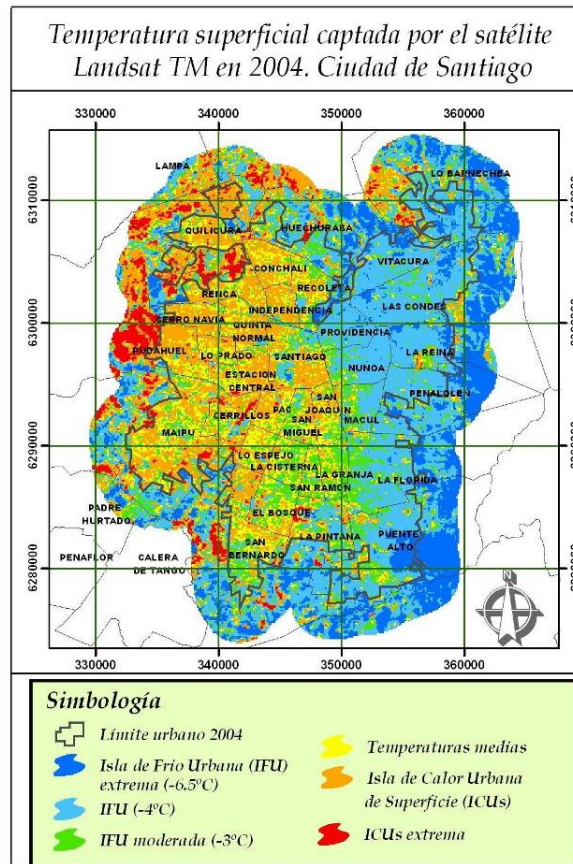 Temperatura superficial captada por el satélite
Landsat TM en 2004. Ciudad de Santiago
330000 340000 350000 360000
LAMPA
LO BARNECHEA
6310000
QUILICURA
HUECHURABA
VITACURA
CONCHALI
RENCA
RECOLETA
INDEPENDENCIA
LAS CONDES
6300000
CERRO NAVIA
QUINTA
NORMAL
PROVIDENCIA
PUDAHUEL
LO PRADO
SANTIAGO
LA REINA
NUNOA
ESTACION
CENTRAL
PENALOLEN
SAN
JOAQUIN
CERRILLOS
PAC
MACUL
MAIPU
SAN
MIGUEL
6290000
LO ESPEJO
LA CISTERNA
LA GRANJA
LA FLORIDA
SAN RAMON
PADRE
HURTADO
EL BOSQUE
LA PINTANA
PUENTE
ALTO
SAN
BERNARDO
PENAFLOR
CALERA
DE TANGO
6280000
N
330000 340000 350000 360000
Simbología
Límite urbano 2004
Isla de Frio Urbana (IFU)
extrema (-6.5ºC)
IFU (-4ºC)
IFU moderada (-3ºC)
Temperaturas medias
Isla de Calor Urbana
de Superficie (ICUs)
ICUs extrema